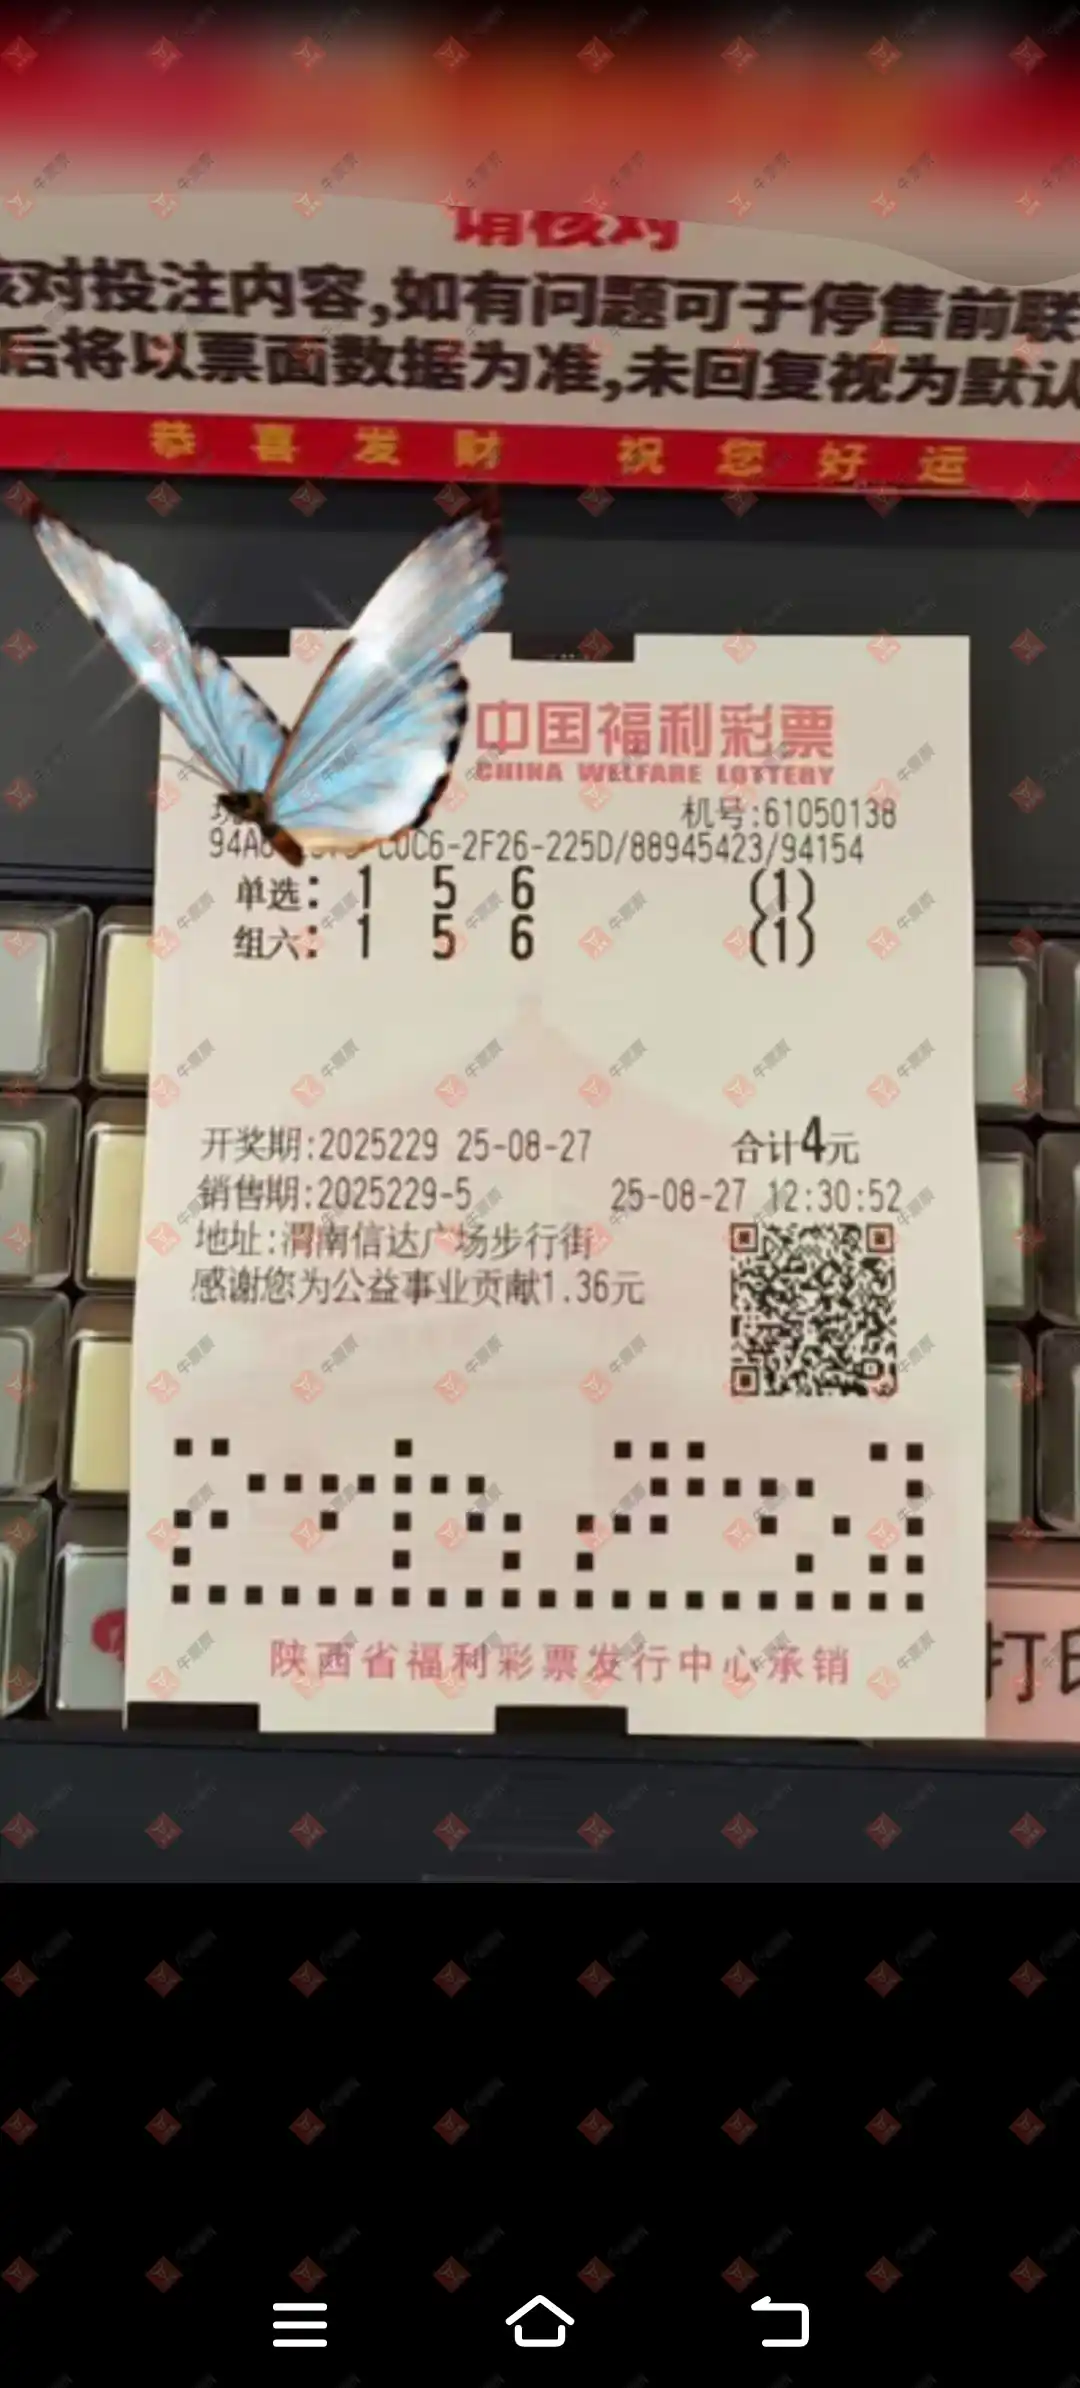 请核对
核对投注内容,如有问题可于停售前联
后将以票面数据为准,未回复视为默认
恭喜发财 祝您好运
中国福利彩票
CHINA WELFARE LOTTERY
机号:61050138
C0C6-2F26-225D/88945423/94154
单选: 1 5 6 (1)
组六: 1 5 6 (1)
开奖期:2025229 25-08-27 合计4元
销售期:2025229-5 25-08-27 12:30:52
地址:渭南信达广场步行街
感谢您为公益事业贡献1.36元
陕西省福利彩票发行中心承销
打印
牛票票